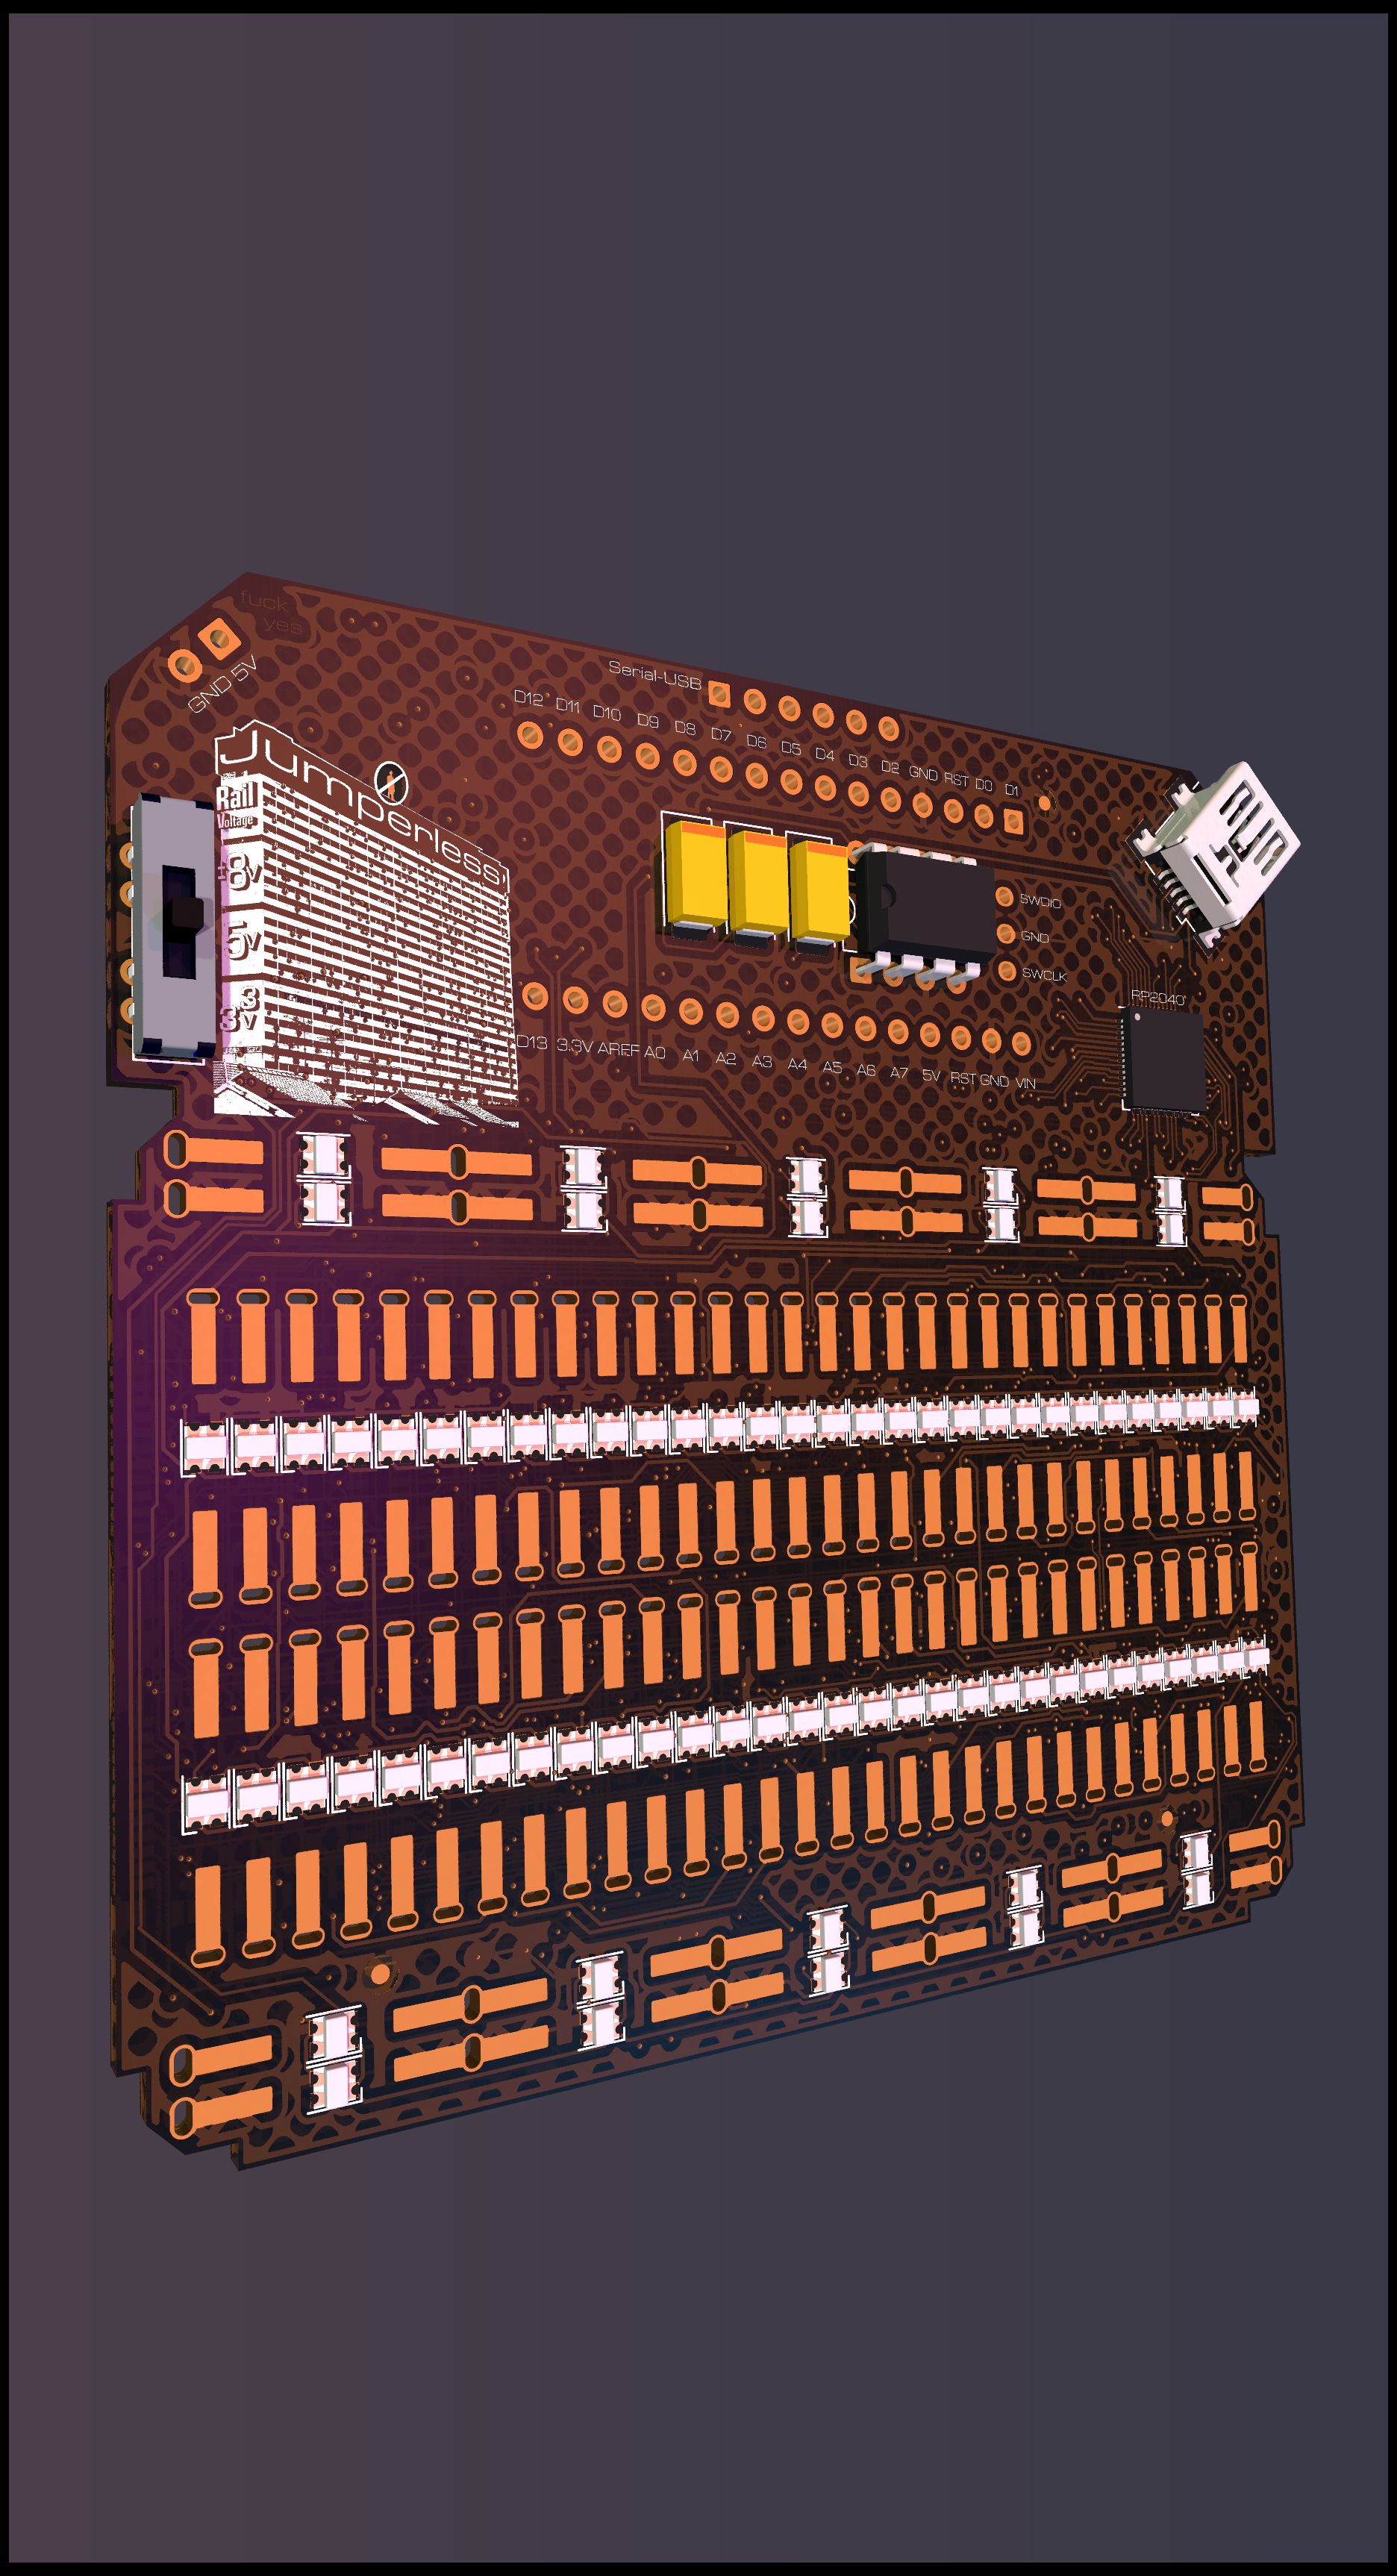 fuck
yes
GND 5V
Serial-USB
D12 D11 D10 D9 D8 D7 D6 D5 D4 D3 D2 GND RST D0 D1
Jumperless
Rail
Voltage
±8V
5V
3.3V
SWDIO
GND
SWCLK
RP2040
D13 3.3V AREF A0 A1 A2 A3 A4 A5 A6 A7 5V RST GND VIN